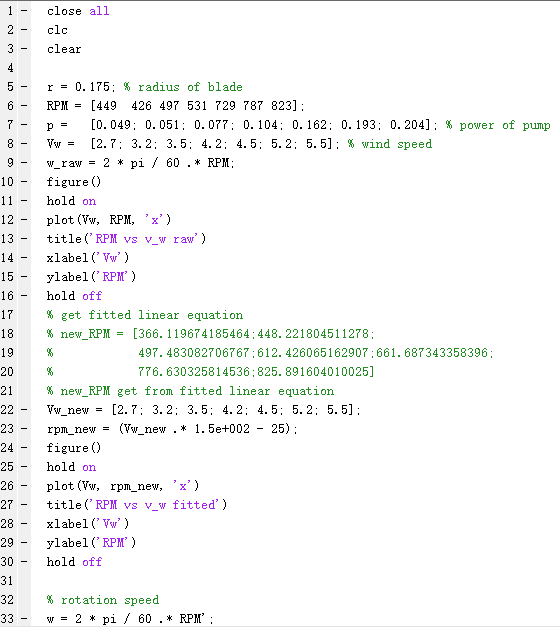 1 - close all
2 - clc
3 - clear
4
5 - r = 0.175; % radius of blade
6 - RPM = [449  426 497 531 729 787 823];
7 - p =   [0.049; 0.051; 0.077; 0.104; 0.162; 0.193; 0.204]; % power of pump
8 - Vw =  [2.7; 3.2; 3.5; 4.2; 4.5; 5.2; 5.5]; % wind speed
9 - w_raw = 2 * pi / 60 .* RPM;
10 - figure()
11 - hold on
12 - plot(Vw, RPM, 'x')
13 - title('RPM vs v_w raw')
14 - xlabel('Vw')
15 - ylabel('RPM')
16 - hold off
17 % get fitted linear equation
18 % new_RPM = [366.119674185464;448.221804511278;
19 %            497.483082706767;612.426065162907;661.687343358396;
20 %            776.630325814536;825.891604010025]
21 % new_RPM get from fitted linear equation
22 - Vw_new = [2.7; 3.2; 3.5; 4.2; 4.5; 5.2; 5.5];
23 - rpm_new = (Vw_new .* 1.5e+002 - 25);
24 - figure()
25 - hold on
26 - plot(Vw, rpm_new, 'x')
27 - title('RPM vs v_w fitted')
28 - xlabel('Vw')
29 - ylabel('RPM')
30 - hold off
31
32 % rotation speed
33 - w = 2 * pi / 60 .* RPM';